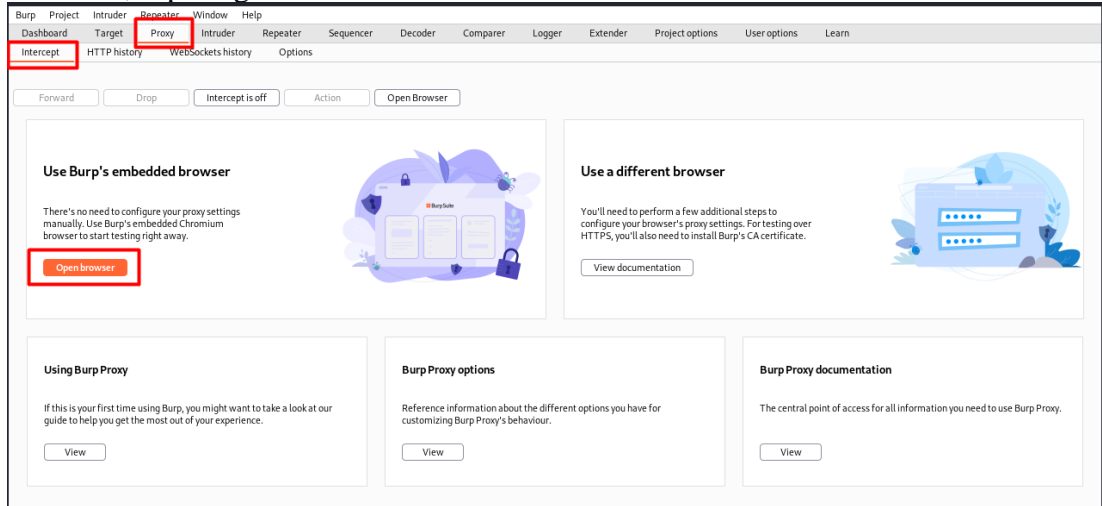 Burp Project Intruder Repeater Window Help
Dashboard Target Proxy Intruder Repeater Sequencer Decoder Comparer Logger Extender Project options User options Learn
Intercept HTTP history WebSockets history Options
Forward Drop Intercept is off Action Open Browser
Use Burp's embedded browser
There's no need to configure your proxy settings
manually. Use Burp's embedded Chromium
browser to start testing right away.
Open browser
BurpSuite
Use a different browser
You'll need to perform a few additional steps to
configure your browser's proxy settings. For testing over
HTTPS, you'll also need to install Burp's CA certificate.
View documentation
Using Burp Proxy
If this is your first time using Burp, you might want to take a look at our
guide to help you get the most out of your experience.
View
Burp Proxy options
Reference information about the different options you have for
customizing Burp Proxy's behaviour.
View
Burp Proxy documentation
The central point of access for all information you need to use Burp Proxy.
View